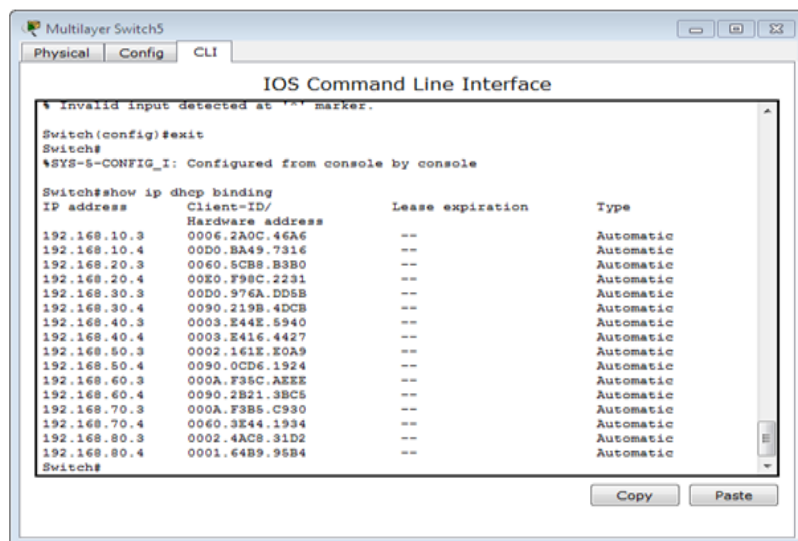 Multilayer Switch5
Physical Config CLI
IOS Command Line Interface
% Invalid input detected at '^' marker.
Switch(config)#exit
Switch#
%SYS-5-CONFIG_I: Configured from console by console
Switch#show ip dhcp binding
IP address Client-ID/ Lease expiration Type
Hardware address
192.168.10.3 0006.2A0C.46A6 -- Automatic
192.168.10.4 00D0.BA49.7316 -- Automatic
192.168.20.3 0060.5CB8.B3B0 -- Automatic
192.168.20.4 00E0.F98C.2231 -- Automatic
192.168.30.3 00D0.976A.DD5B -- Automatic
192.168.30.4 0090.219B.4DCB -- Automatic
192.168.40.3 0003.E44E.5940 -- Automatic
192.168.40.4 0003.E416.4427 -- Automatic
192.168.50.3 0002.161E.E0A9 -- Automatic
192.168.50.4 0090.0CD6.1924 -- Automatic
192.168.60.3 000A.F35C.AEEE -- Automatic
192.168.60.4 0090.2B21.3BC5 -- Automatic
192.168.70.3 000A.F3B5.C930 -- Automatic
192.168.70.4 0060.3E44.1934 -- Automatic
192.168.80.3 0002.4AC8.31D2 -- Automatic
192.168.80.4 0001.64B9.95B4 -- Automatic
Switch#
Copy Paste